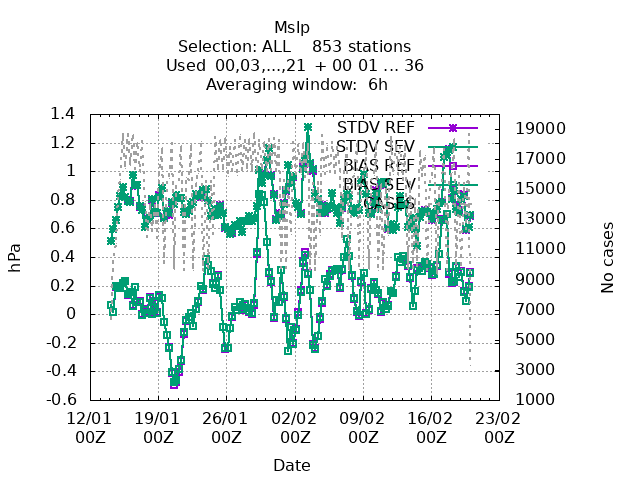 Mslp
Selection: ALL 853 stations
Used 00,03,...,21 + 00 01 ... 36
Averaging window: 6h
1.4
1.2
1
0.8
0.6
0.4
0.2
0
-0.2
-0.4
-0.6
hPa
STDV REF
STDV SEV
BIAS REF
BIAS SEV
CASES
19000
17000
15000
13000
11000
9000
7000
5000
3000
1000
No cases
12/01 19/01 26/01 02/02 09/02 16/02 23/02
00Z 00Z 00Z 00Z 00Z 00Z 00Z
Date